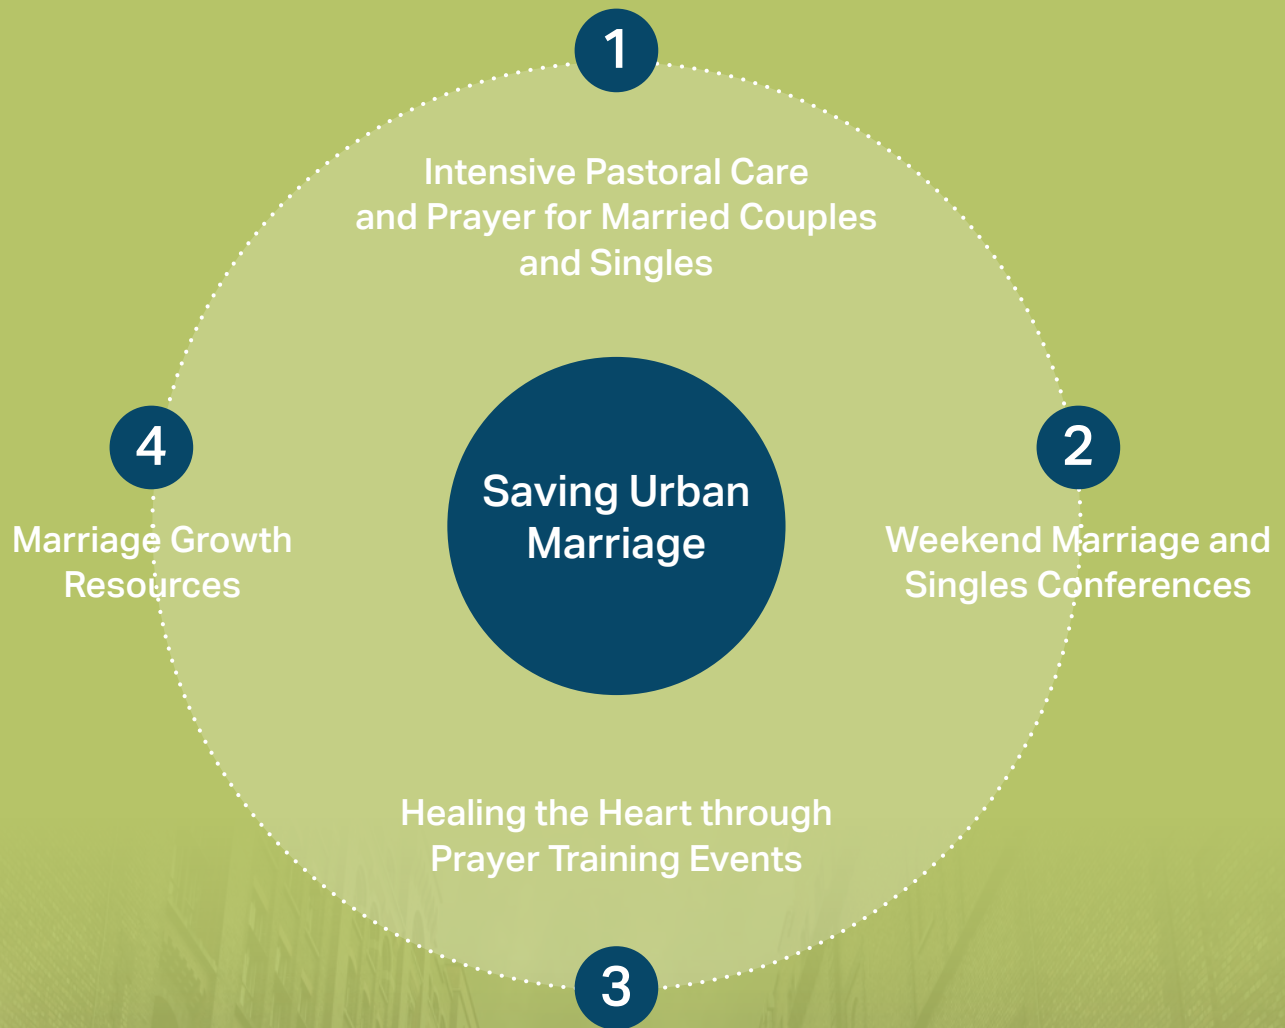 1
Intensive Pastoral Care
and Prayer for Married Couples
and Singles
2
Weekend Marriage and
Singles Conferences
3
Healing the Heart through
Prayer Training Events
4
Marriage Growth
Resources
Saving Urban
Marriage